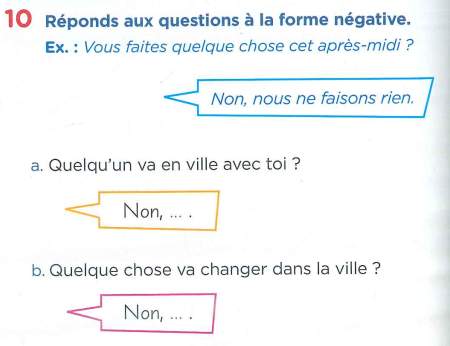 10 Réponds aux questions à la forme négative.
Ex. : Vous faites quelque chose cet après-midi ?
Non, nous ne faisons rien.
a. Quelqu'un va en ville avec toi ?
Non, ... .
b. Quelque chose va changer dans la ville ?
Non, ... .